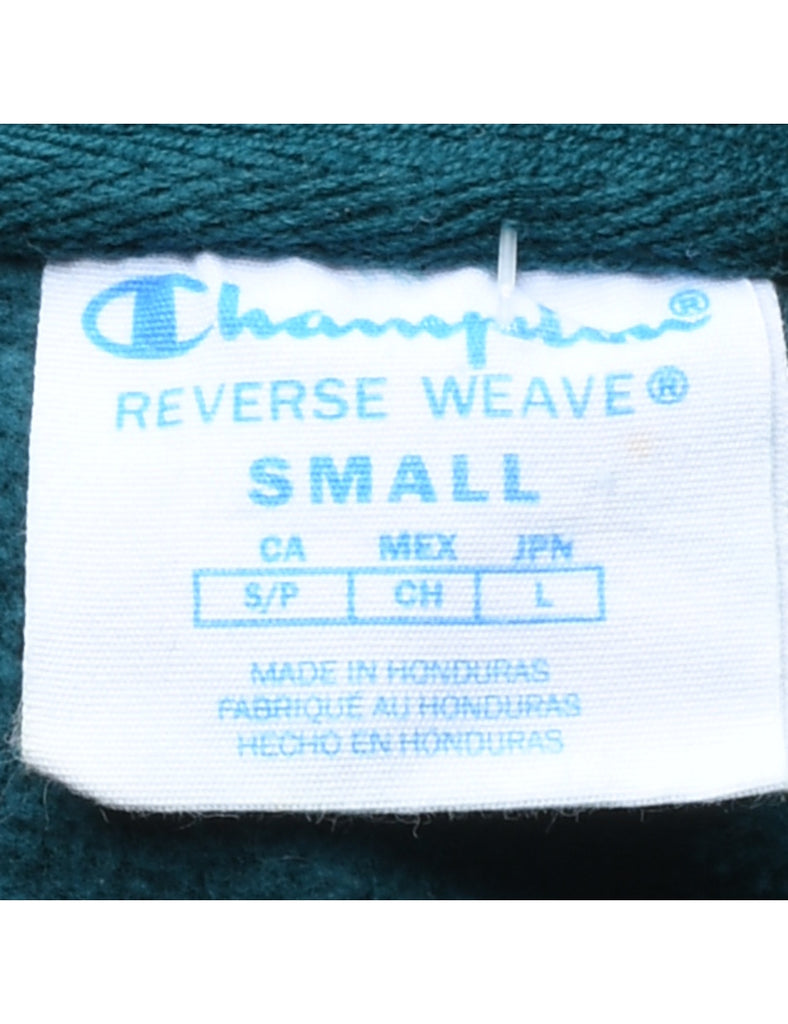 Champion®
REVERSE WEAVE®
SMALL
CA MEX JPN
S/P CH L
MADE IN HONDURAS
FABRIQUÉ AU HONDURAS
HECHO EN HONDURAS